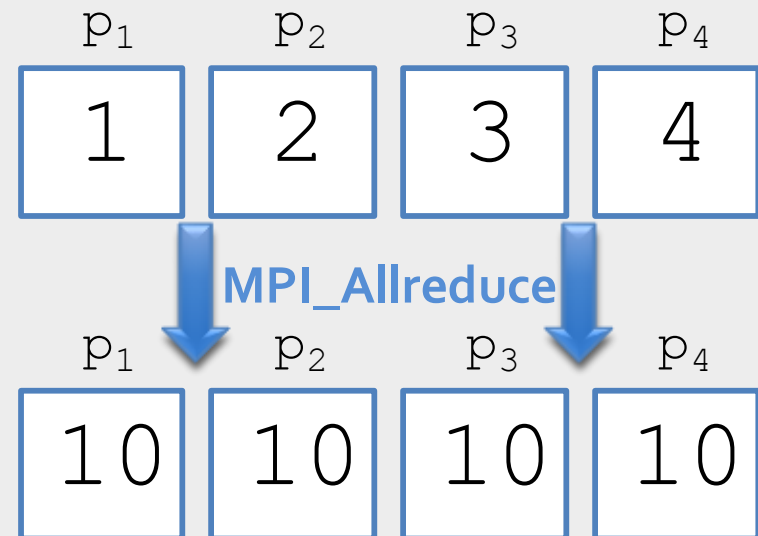 p₁ p₂ p₃ p₄
1 2 3 4
MPI_Allreduce
p₁ p₂ p₃ p₄
10 10 10 10